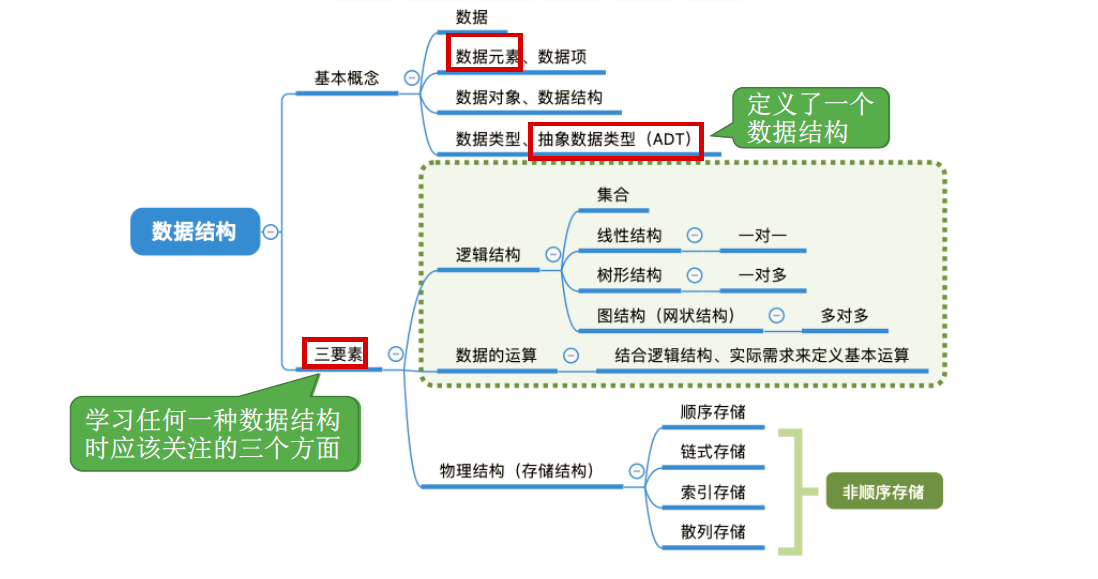 数据
数据元素、数据项
基本概念
数据对象、数据结构
定义了一个
数据结构
数据类型、抽象数据类型（ADT）
集合
数据结构
线性结构
一对一
逻辑结构
树形结构
一对多
图结构（网状结构）
多对多
三要素
数据的运算
结合逻辑结构、实际需求来定义基本运算
学习任何一种数据结构
时应该关注的三个方面
顺序存储
链式存储
物理结构（存储结构）
索引存储
非顺序存储
散列存储